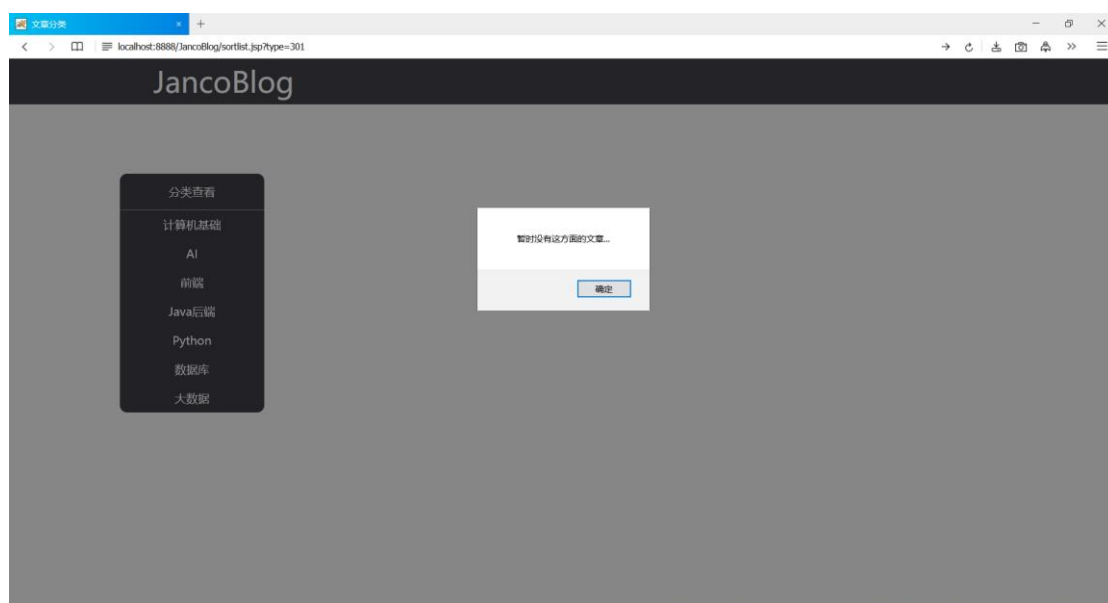 文章分类
localhost:8888/JancoBlog/sortlist.jsp?type=301
JancoBlog
分类查看
计算机基础
AI
前端
Java后端
Python
数据库
大数据
暂时没有这方面的文章...
确定